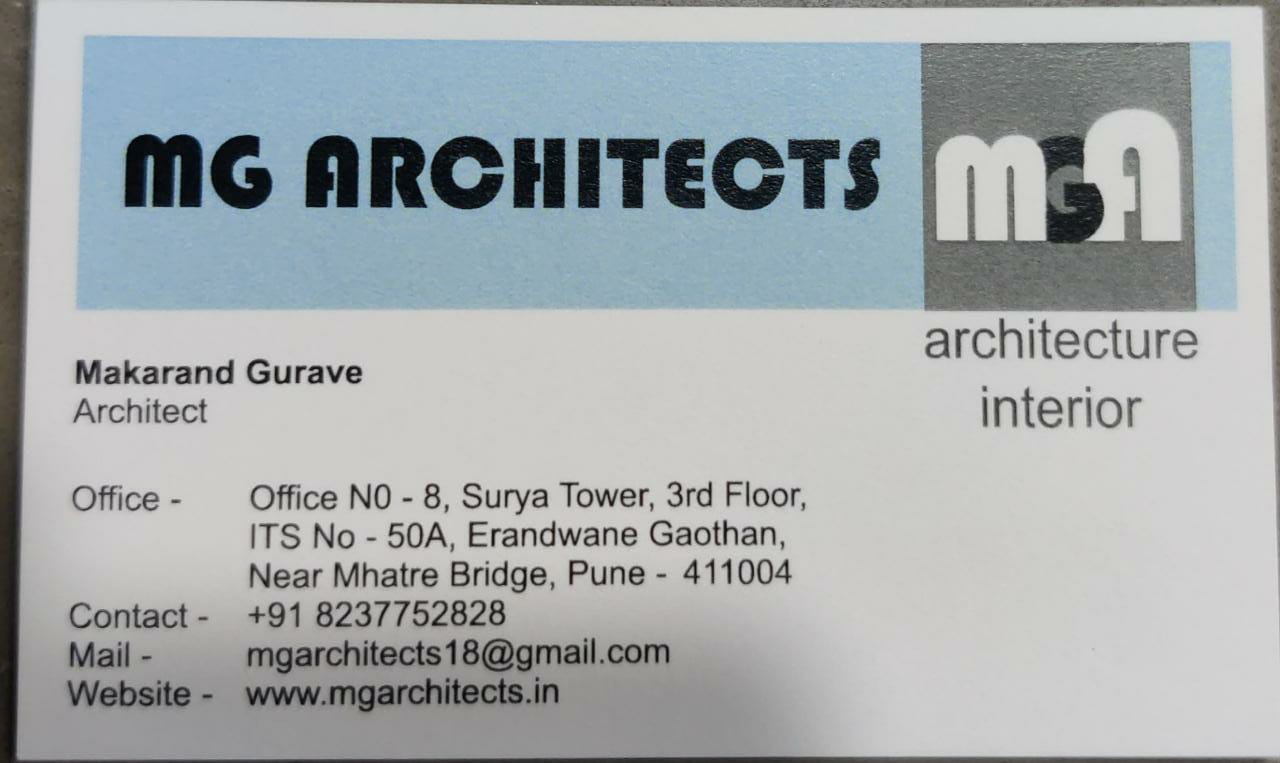 MG ARCHITECTS
MGA
architecture
interior
Makarand Gurave
Architect
Office - Office N0 - 8, Surya Tower, 3rd Floor,
ITS No - 50A, Erandwane Gaothan,
Near Mhatre Bridge, Pune - 411004
Contact - +91 8237752828
Mail - mgarchitects18@gmail.com
Website - www.mgarchitects.in